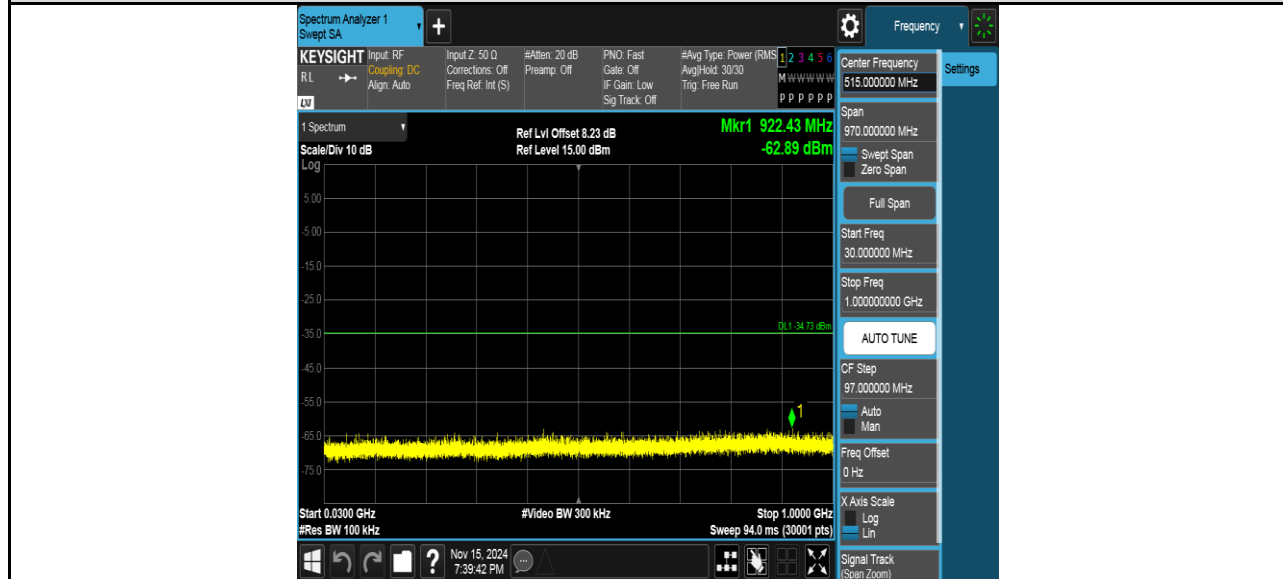 Spectrum Analyzer 1
Swept SA
+
Frequency
KEYSIGHT
Input: RF
Input Z: 50 Ω
#Atten: 20 dB
PNO: Fast
#Avg Type: Power (RMS
1 2 3 4 5 6
RL
Coupling: DC
Corrections: Off
Preamp: Off
Gate: Off
Avg|Hold: 30/30
M W W W W W
Align: Auto
Freq Ref: Int (S)
IF Gain: Low
Trig: Free Run
Sig Track: Off
P P P P P P
LXI
1 Spectrum
Ref Lvl Offset 8.23 dB
Mkr1 922.43 MHz
Scale/Div 10 dB
Ref Level 15.00 dBm
-62.89 dBm
Log
5.00
-5.00
-15.0
-25.0
DL1 -34.73 dBm
-35.0
-45.0
-55.0
1
-65.0
-75.0
Start 0.0300 GHz
#Video BW 300 kHz
Stop 1.0000 GHz
#Res BW 100 kHz
Sweep 94.0 ms (30001 pts)
Center Frequency
515.000000 MHz
Settings
Span
970.000000 MHz
Swept Span
Zero Span
Full Span
Start Freq
30.000000 MHz
Stop Freq
1.000000000 GHz
AUTO TUNE
CF Step
97.000000 MHz
Auto
Man
Freq Offset
0 Hz
X Axis Scale
Log
Lin
Signal Track
(Span Zoom)
?
Nov 15, 2024
7:39:42 PM